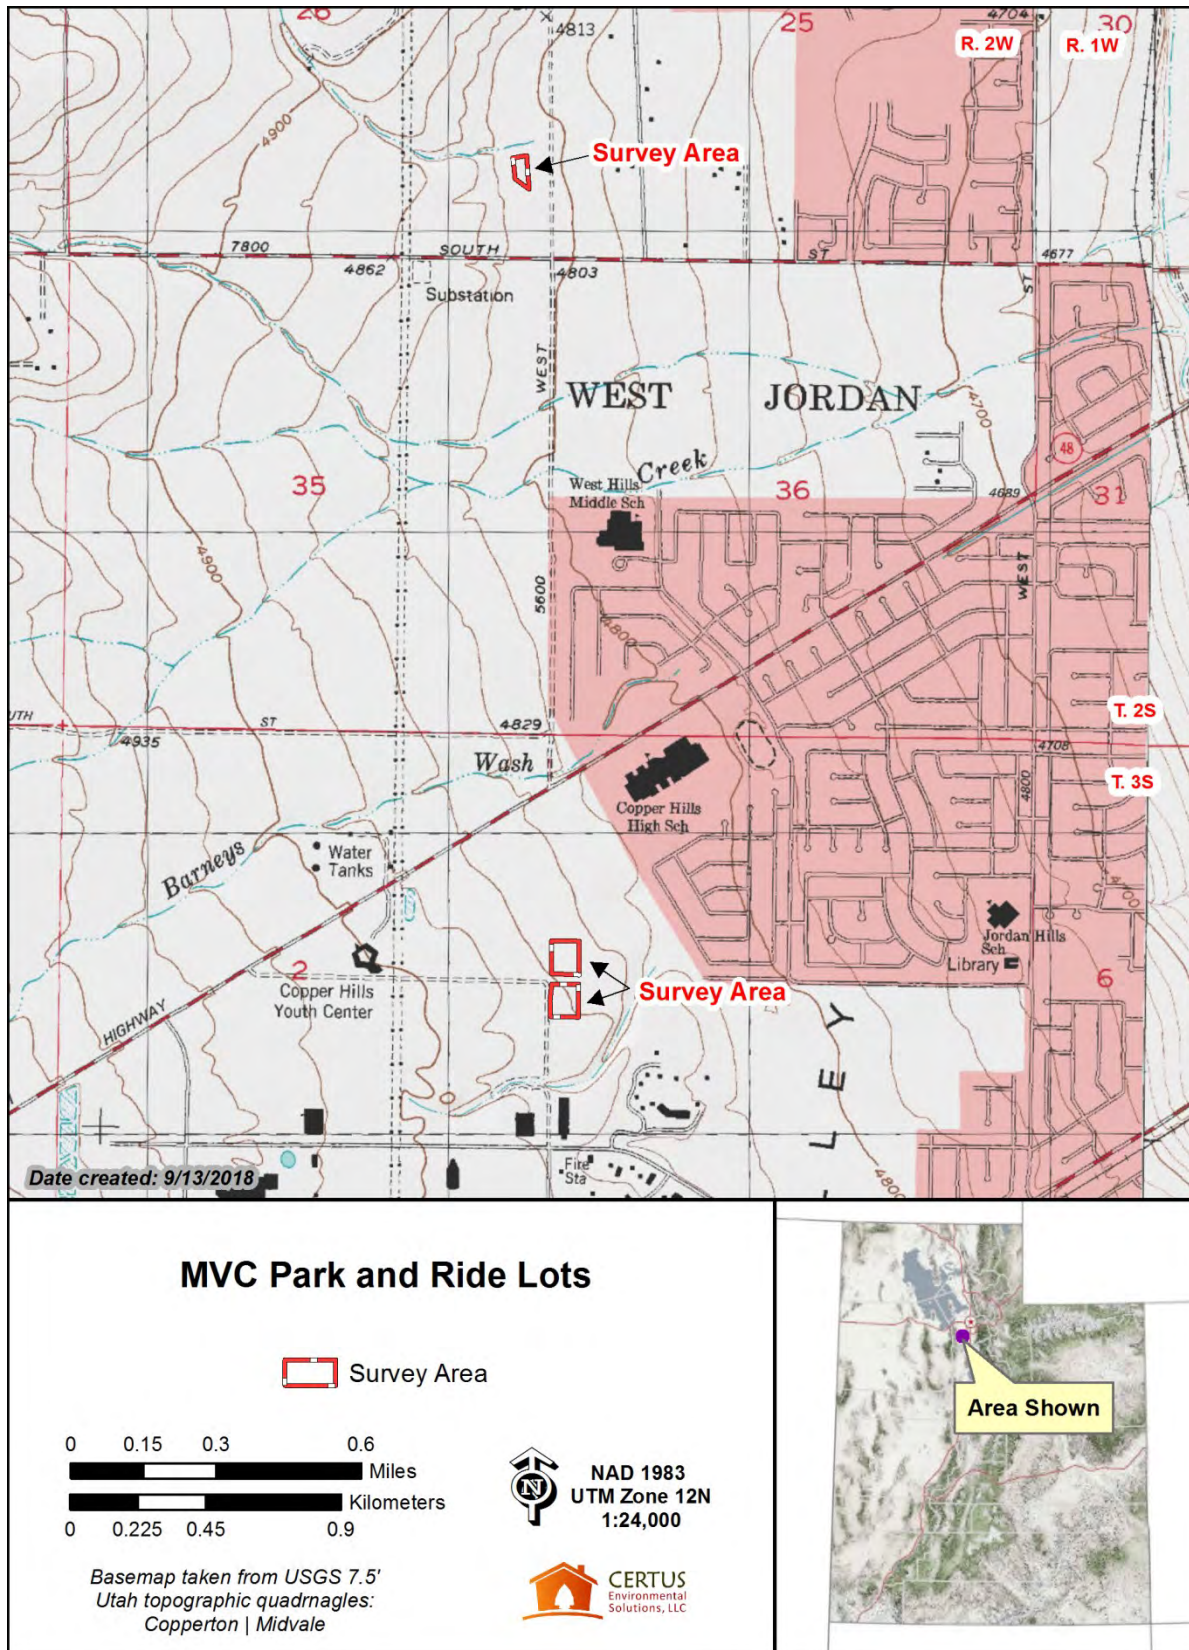 26
4813
25
4704
30
R. 2W
R. 1W
4900
Survey Area
7800
SOUTH
ST
4677
4862
4803
Substation
ST
WEST
WEST JORDAN
4700
48
Creek
35
West Hills
Middle Sch
36
4689
31
4900
5600
WEST
4800
T. 2S
UTH
ST
4829
4935
4708
Wash
T. 3S
4800
Copper Hills
High Sch
Barneys
Water
Tanks
4700
Jordan Hills
Sch
Library
2
Survey Area
6
Copper Hills
Youth Center
HIGHWAY
L E Y
4800
Fire
Sta
Date created: 9/13/2018
MVC Park and Ride Lots
Survey Area
0 0.15 0.3 0.6
Miles
Kilometers
0 0.225 0.45 0.9
N
NAD 1983
UTM Zone 12N
1:24,000
Basemap taken from USGS 7.5'
Utah topographic quadrnagles:
Copperton | Midvale
CERTUS
Environmental
Solutions, LLC
Area Shown